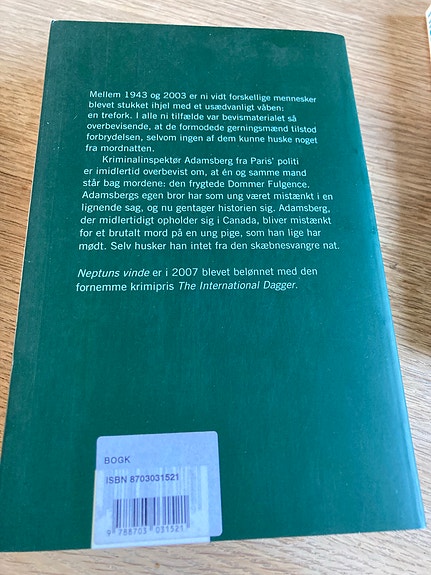 Mellem 1943 og 2003 er ni vidt forskellige mennesker
blevet stukket ihjel med et usædvanligt våben:
en trefork. I alle ni tilfælde var bevismaterialet så
overbevisende, at de formodede gerningsmænd tilstod
forbrydelsen, selvom ingen af dem kunne huske noget
fra mordnatten.
Kriminalinspektør Adamsberg fra Paris' politi
er imidlertid overbevist om, at én og samme mand
står bag mordene: den frygtede Dommer Fulgence.
Adamsbergs egen bror har som ung været mistænkt i en
lignende sag, og nu gentager historien sig. Adamsberg,
der midlertidigt opholder sig i Canada, bliver mistænkt
for et brutalt mord på en ung pige, som han lige har
mødt. Selv husker han intet fra den skæbnesvangre nat.
Neptuns vinde er i 2007 blevet belønnet med den
fornemme krimipris The International Dagger.
BOGK
ISBN 8703031521
9 788703 031521